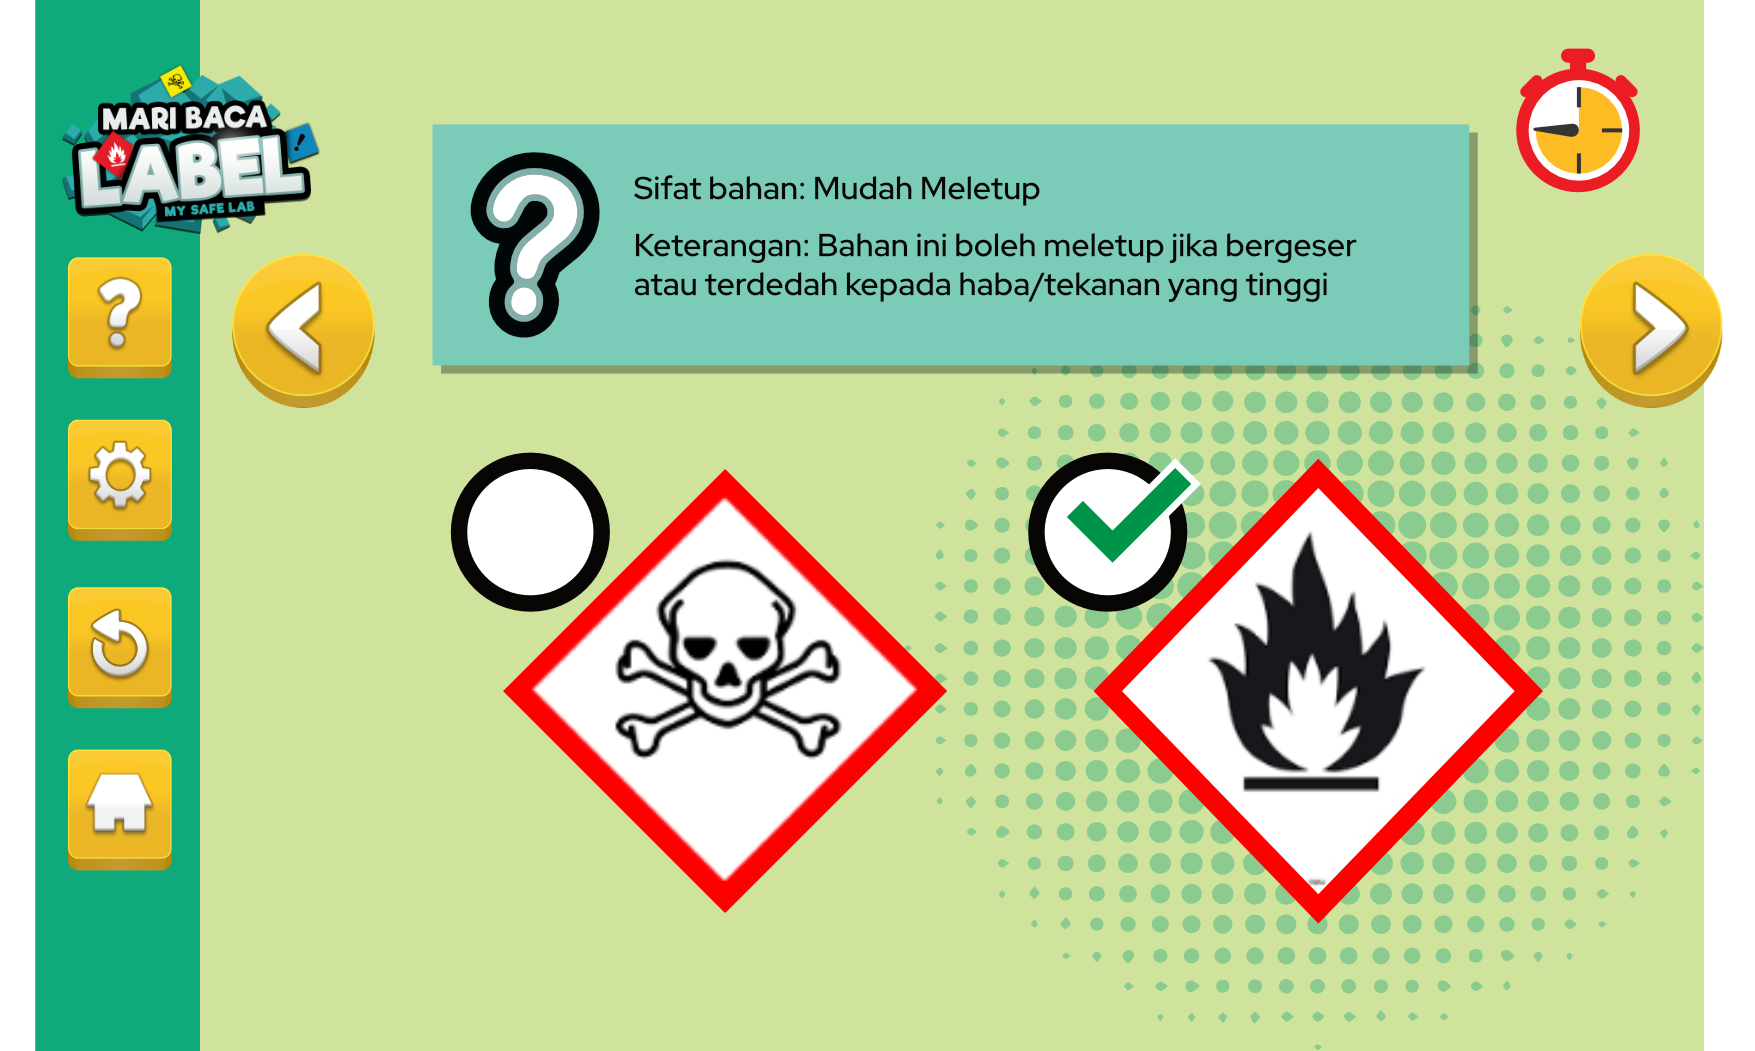 MARI BACA
LABEL
MY SAFE LAB
Sifat bahan: Mudah Meletup
Keterangan: Bahan ini boleh meletup jika bergeser
atau terdedah kepada haba/tekanan yang tinggi